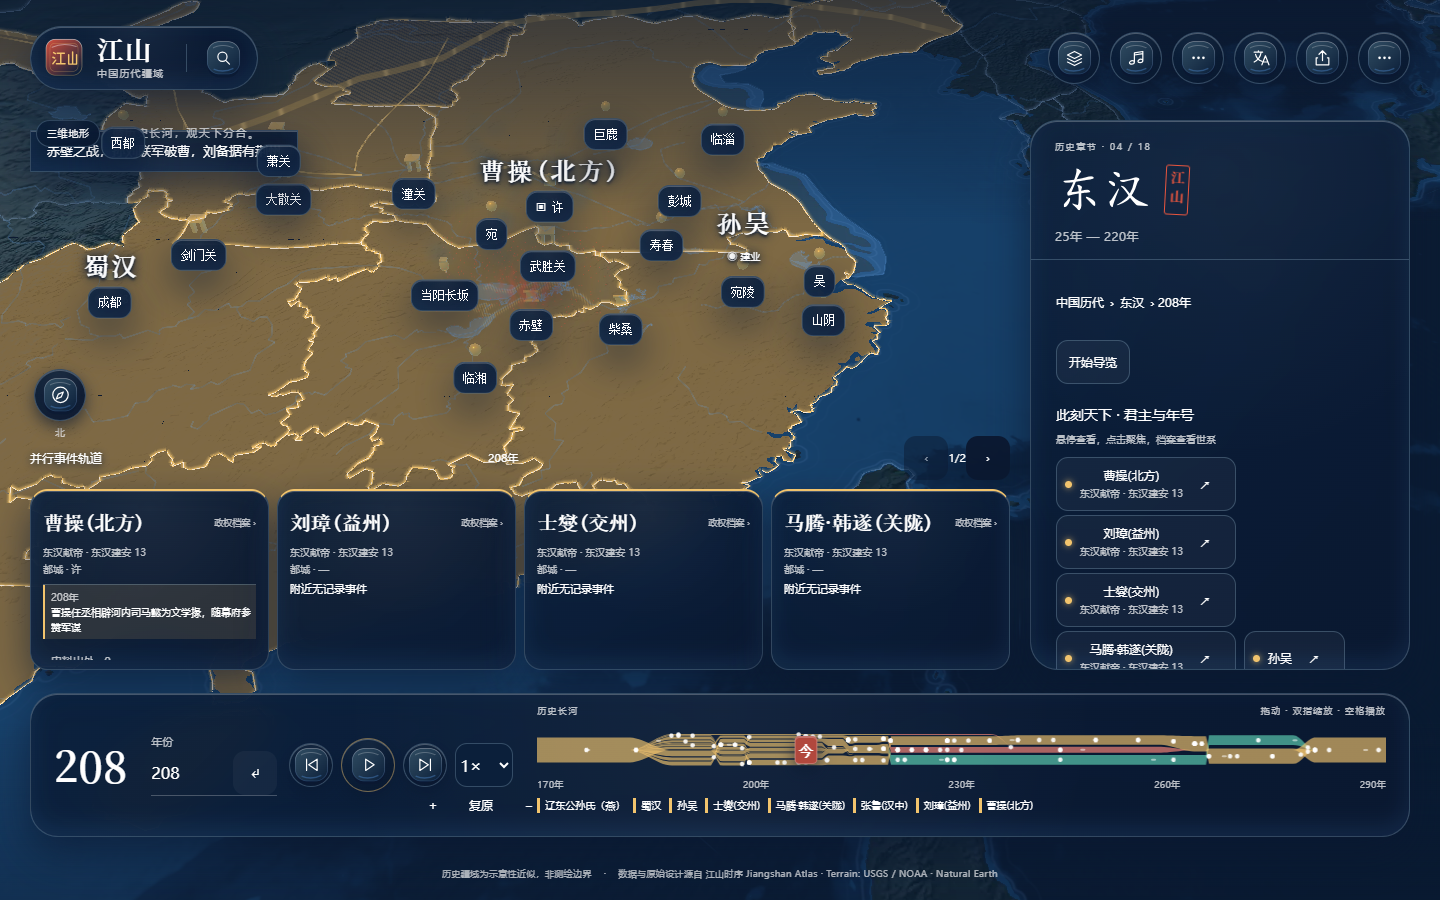 江山
江山
中国历代疆域
三维地形
西都
史长河，观天下分合。
赤壁之战，
联军破曹，刘备据有荆
萧关
大散关
潼关
剑门关
蜀汉
成都
巨鹿
临淄
曹操（北方）
许
彭城
宛
孙吴
寿春
建业
武胜关
当阳长坂
宛陵
吴
赤壁
柴桑
山阴
临湘
北
并行事件轨道
208年
‹ 1/2 ›
曹操（北方）
政权档案 ›
东汉献帝 · 东汉建安 13
都城 · 许
208年
曹操任丞相辟河内司马懿为文学掾，随幕府参
赞军谋
刘璋（益州）
政权档案 ›
东汉献帝 · 东汉建安 13
都城 · —
附近无记录事件
士燮（交州）
政权档案 ›
东汉献帝 · 东汉建安 13
都城 · —
附近无记录事件
马腾·韩遂（关陇）
政权档案 ›
东汉献帝 · 东汉建安 13
都城 · —
附近无记录事件
历史章节 · 04 / 18
东汉
江山
25年 — 220年
中国历代 › 东汉 › 208年
开始导览
此刻天下 · 君主与年号
悬停查看，点击聚焦，档案查看世系
曹操(北方)
东汉献帝 · 东汉建安 13
刘璋(益州)
东汉献帝 · 东汉建安 13
士燮(交州)
东汉献帝 · 东汉建安 13
马腾·韩遂(关陇)
东汉献帝 · 东汉建安 13
孙吴
208
年份
208
1×
+ 复原 −
历史长河
拖动 · 双指缩放 · 空格播放
今
170年 200年 230年 260年 290年
辽东公孙氏（燕） 蜀汉 孙吴 士燮(交州) 马腾·韩遂(关陇) 张鲁(汉中) 刘璋(益州) 曹操(北方)
历史疆域为示意性近似，非测绘边界 · 数据与原始设计源自 江山时序 Jiangshan Atlas · Terrain: USGS / NOAA · Natural Earth